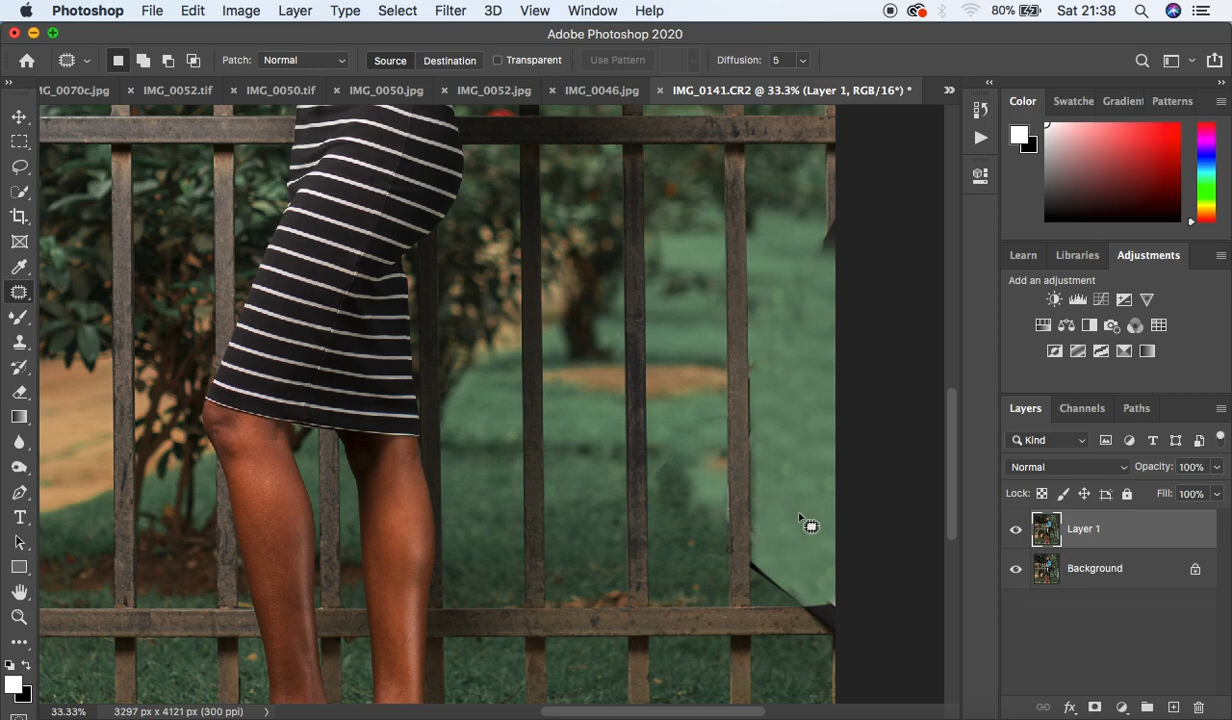 Photoshop File Edit Image Layer Type Select Filter 3D View Window Help 80% Sat 21:38
Adobe Photoshop 2020
Patch: Normal Source Destination Transparent Use Pattern Diffusion: 5
IMG_0070c.jpg IMG_0052.tif IMG_0050.tif IMG_0050.jpg IMG_0052.jpg IMG_0046.jpg IMG_0141.CR2 @ 33.3% (Layer 1, RGB/16*) *
Color Swatche Gradient Patterns
Learn Libraries Adjustments
Add an adjustment
Layers Channels Paths
Kind
Normal Opacity: 100%
Lock: Fill: 100%
Layer 1
Background
33.33% 3297 px x 4121 px (300 ppi)